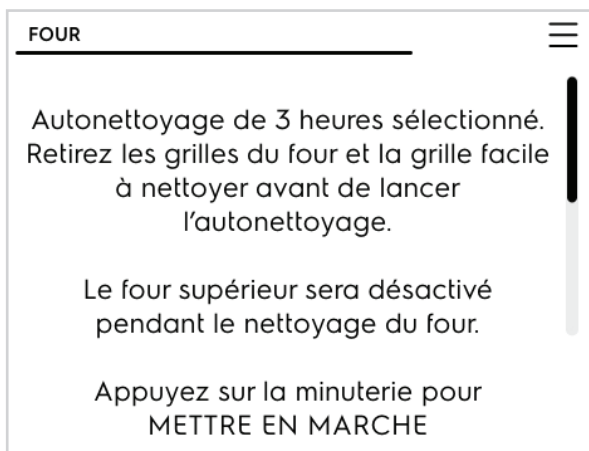 FOUR
Autonettoyage de 3 heures sélectionné.
Retirez les grilles du four et la grille facile
à nettoyer avant de lancer
l'autonettoyage.
Le four supérieur sera désactivé
pendant le nettoyage du four.
Appuyez sur la minuterie pour
METTRE EN MARCHE